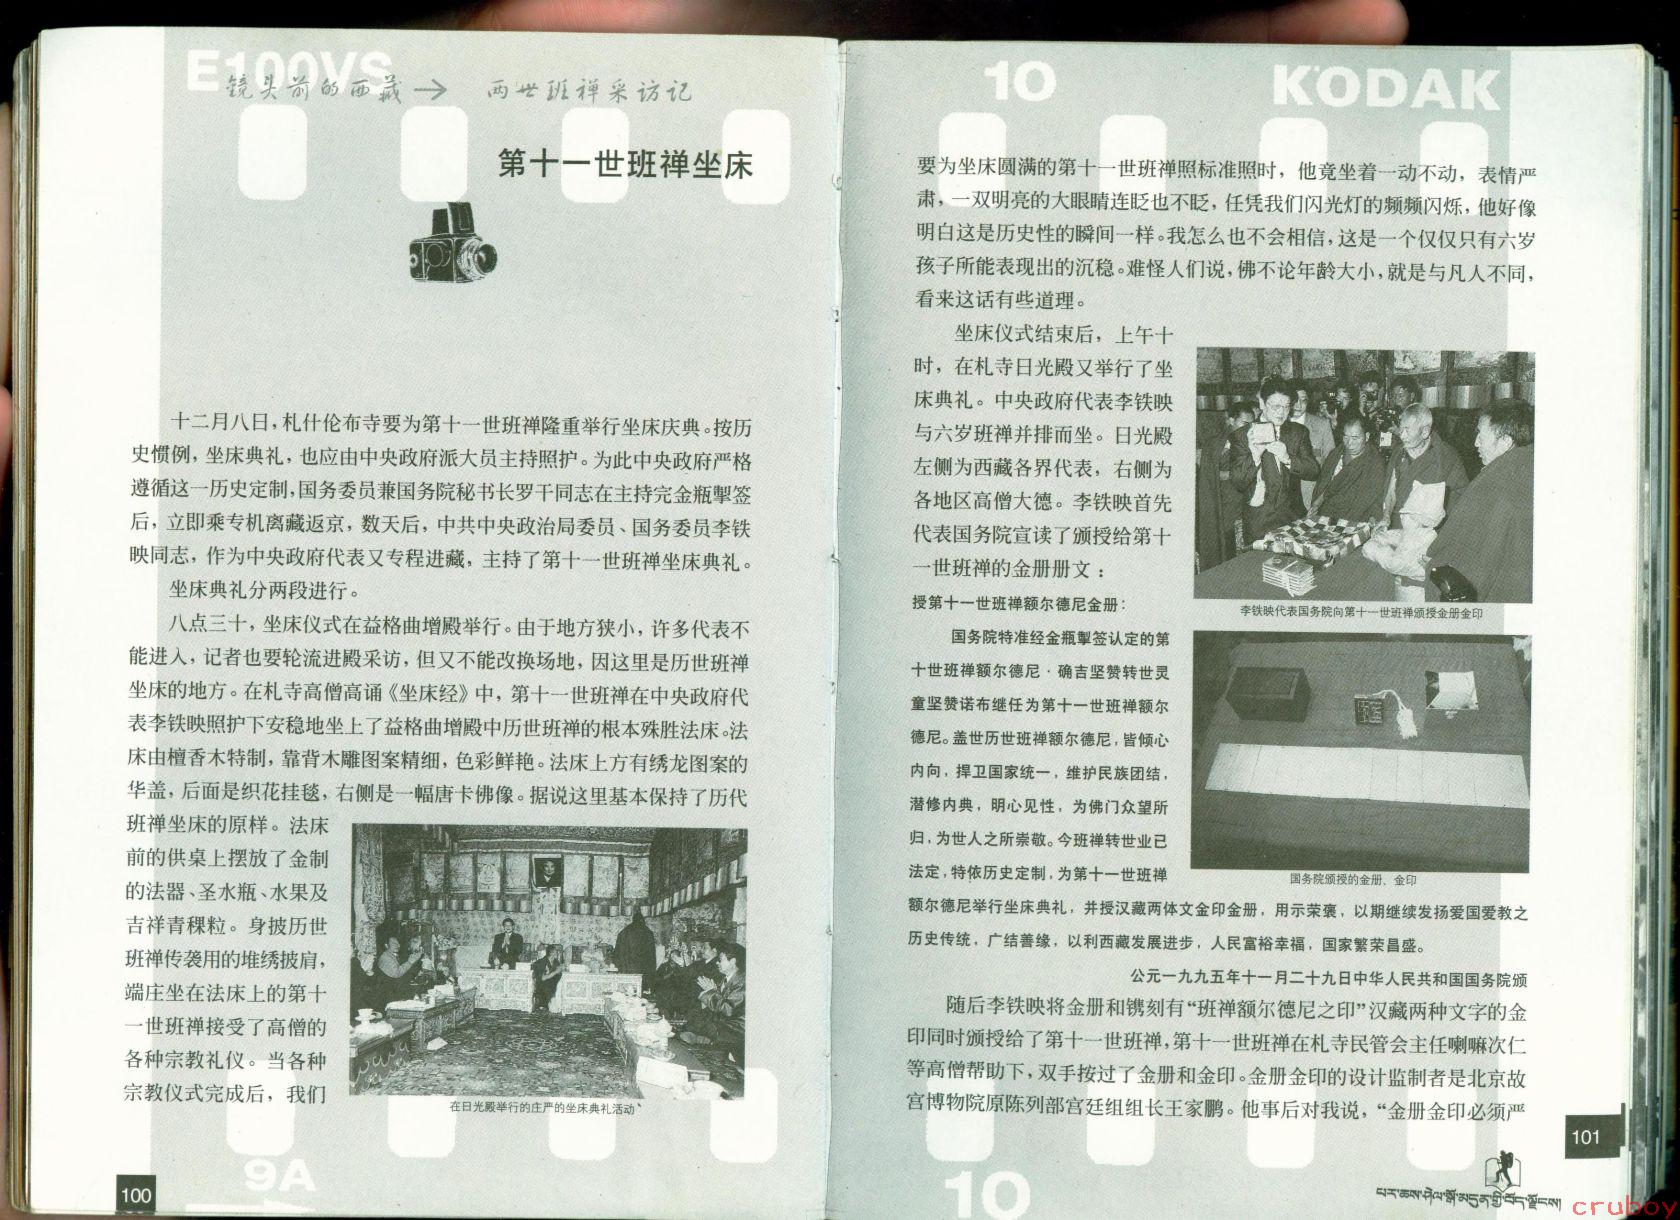 E100VS
镜头前的西藏→ 两世班禅采访记
第十一世班禅坐床
十二月八日，札什伦布寺要为第十一世班禅隆重举行坐床庆典。按历
史惯例，坐床典礼，也应由中央政府派大员主持照护。为此中央政府严格
遵循这一历史定制，国务委员兼国务院秘书长罗干同志在主持完金瓶掣签
后，立即乘专机离藏返京，数天后，中共中央政治局委员、国务委员李铁
映同志，作为中央政府代表又专程进藏，主持了第十一世班禅坐床典礼。
坐床典礼分两段进行。
八点三十，坐床仪式在益格曲增殿举行。由于地方狭小，许多代表不
能进入，记者也要轮流进殿采访，但又不能改换场地，因这里是历世班禅
坐床的地方。在札寺高僧高诵《坐床经》中，第十一世班禅在中央政府代
表李铁映照护下安稳地坐上了益格曲增殿中历世班禅的根本殊胜法床。法
床由檀香木特制，靠背木雕图案精细，色彩鲜艳。法床上方有绣龙图案的
华盖，后面是织花挂毯，右侧是一幅唐卡佛像。据说这里基本保持了历代
班禅坐床的原样。法床
前的供桌上摆放了金制
的法器、圣水瓶、水果及
吉祥青稞粒。身披历世
班禅传袭用的堆绣披肩，
端庄坐在法床上的第十
一世班禅接受了高僧的
各种宗教礼仪。当各种
宗教仪式完成后，我们
在日光殿举行的庄严的坐床典礼活动
9A
100
10 KODAK
要为坐床圆满的第十一世班禅照标准照时，他竟坐着一动不动，表情严
肃，一双明亮的大眼睛连眨也不眨，任凭我们闪光灯的频频闪烁，他好像
明白这是历史性的瞬间一样。我怎么也不会相信，这是一个仅仅只有六岁
孩子所能表现出的沉稳。难怪人们说，佛不论年龄大小，就是与凡人不同，
看来这话有些道理。
坐床仪式结束后，上午十
时，在札寺日光殿又举行了坐
床典礼。中央政府代表李铁映
与六岁班禅并排而坐。日光殿
左侧为西藏各界代表，右侧为
各地区高僧大德。李铁映首先
代表国务院宣读了颁授给第十
一世班禅的金册册文：
李铁映代表国务院向第十一世班禅颁授金册金印
授第十一世班禅额尔德尼金册：
国务院特准经金瓶掣签认定的第
十世班禅额尔德尼·确吉坚赞转世灵
童坚赞诺布继任为第十一世班禅额尔
德尼。盖世历世班禅额尔德尼，皆倾心
内向，捍卫国家统一，维护民族团结，
潜修内典，明心见性，为佛门众望所
归，为世人之所崇敬。今班禅转世业已
法定，特依历史定制，为第十一世班禅
国务院颁授的金册、金印
额尔德尼举行坐床典礼，并授汉藏两体文金印金册，用示荣褒，以期继续发扬爱国爱教之
历史传统，广结善缘，以利西藏发展进步，人民富裕幸福，国家繁荣昌盛。
公元一九九五年十一月二十九日中华人民共和国国务院颁
随后李铁映将金册和镌刻有“班禅额尔德尼之印”汉藏两种文字的金
印同时颁授给了第十一世班禅，第十一世班禅在札寺民管会主任喇嘛次仁
等高僧帮助下，双手按过了金册和金印。金册金印的设计监制者是北京故
宫博物院原陈列部宫廷组组长王家鹏。他事后对我说，“金册金印必须严
10
101
cruboy